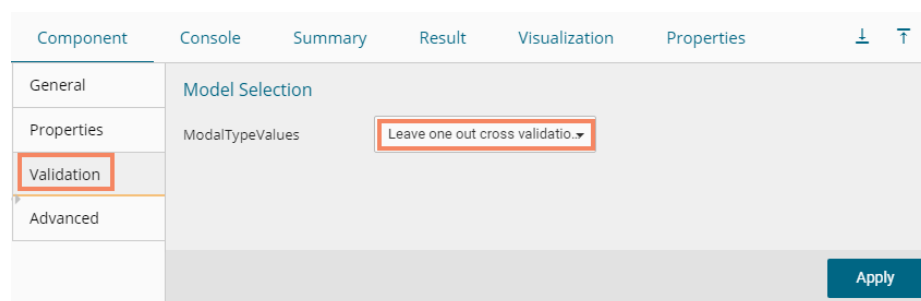 Component Console Summary Result Visualization Properties
General
Model Selection
Properties
ModalTypeValues Leave one out cross validatio...
Validation
Advanced
Apply